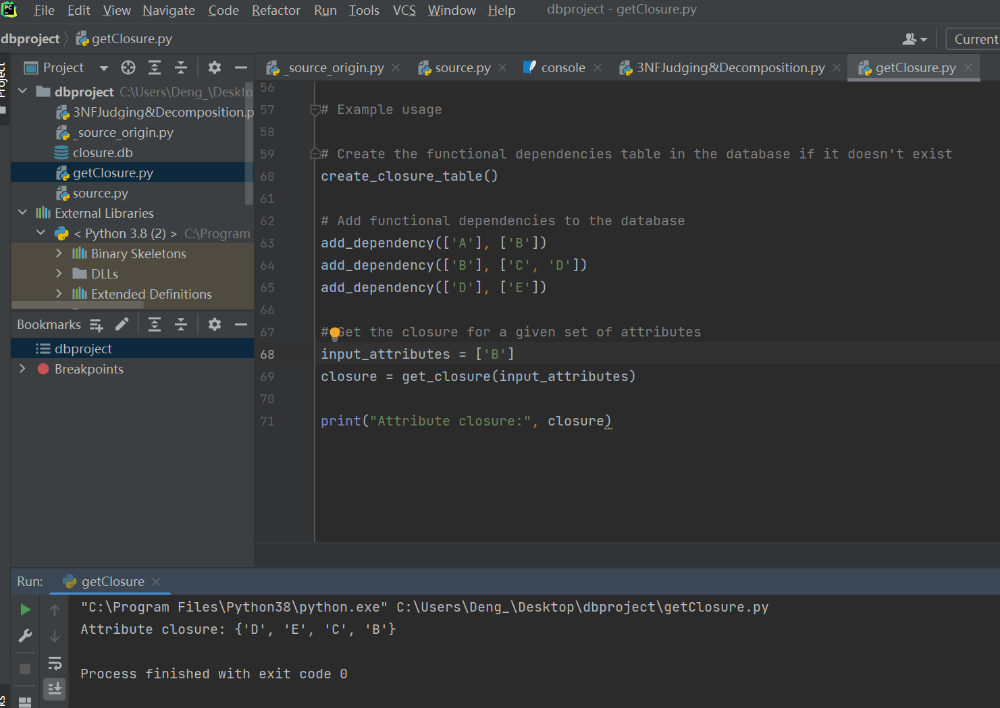 PC File Edit View Navigate Code Refactor Run Tools VCS Window Help dbproject - getClosure.py
dbproject getClosure.py Current
Project
Project
_source_origin.py source.py console 3NFJudging&Decomposition.py getClosure.py
dbproject C:\Users\Deng_\Deskto
3NFJudging&Decomposition.p
_source_origin.py
closure.db
getClosure.py
source.py
External Libraries
< Python 3.8 (2) > C:\Program
Binary Skeletons
DLLs
Extended Definitions
Bookmarks
dbproject
Breakpoints
56
57 # Example usage
58
59 # Create the functional dependencies table in the database if it doesn't exist
60 create_closure_table()
61
62 # Add functional dependencies to the database
63 add_dependency(['A'], ['B'])
64 add_dependency(['B'], ['C', 'D'])
65 add_dependency(['D'], ['E'])
66
67 # Get the closure for a given set of attributes
68 input_attributes = ['B']
69 closure = get_closure(input_attributes)
70
71 print("Attribute closure:", closure)
Run: getClosure
"C:\Program Files\Python38\python.exe" C:\Users\Deng_\Desktop\dbproject\getClosure.py
Attribute closure: {'D', 'E', 'C', 'B'}
Process finished with exit code 0